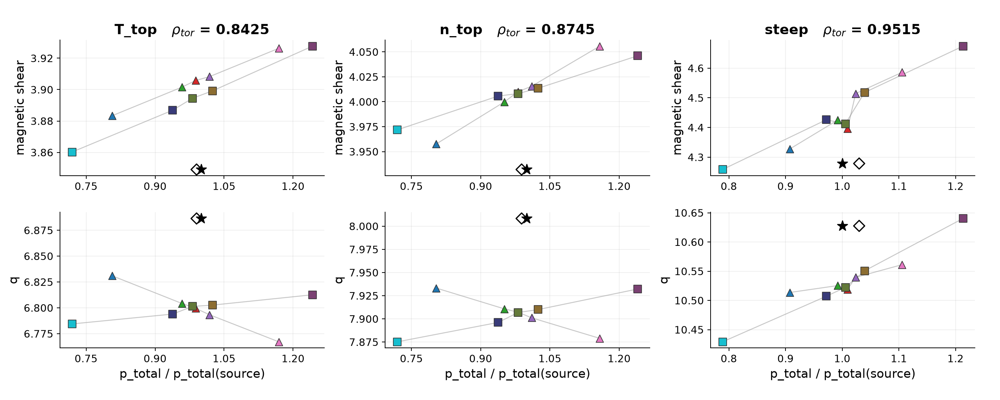 T_top ρtor = 0.8425
n_top ρtor = 0.8745
steep ρtor = 0.9515
magnetic shear
3.92
3.90
3.88
3.86
0.75 0.90 1.05 1.20
magnetic shear
4.050
4.025
4.000
3.975
3.950
0.75 0.90 1.05 1.20
magnetic shear
4.6
4.5
4.4
4.3
0.8 0.9 1.0 1.1 1.2
q
6.875
6.850
6.825
6.800
6.775
0.75 0.90 1.05 1.20
p_total / p_total(source)
q
8.000
7.975
7.950
7.925
7.900
7.875
0.75 0.90 1.05 1.20
p_total / p_total(source)
q
10.65
10.60
10.55
10.50
10.45
0.8 0.9 1.0 1.1 1.2
p_total / p_total(source)